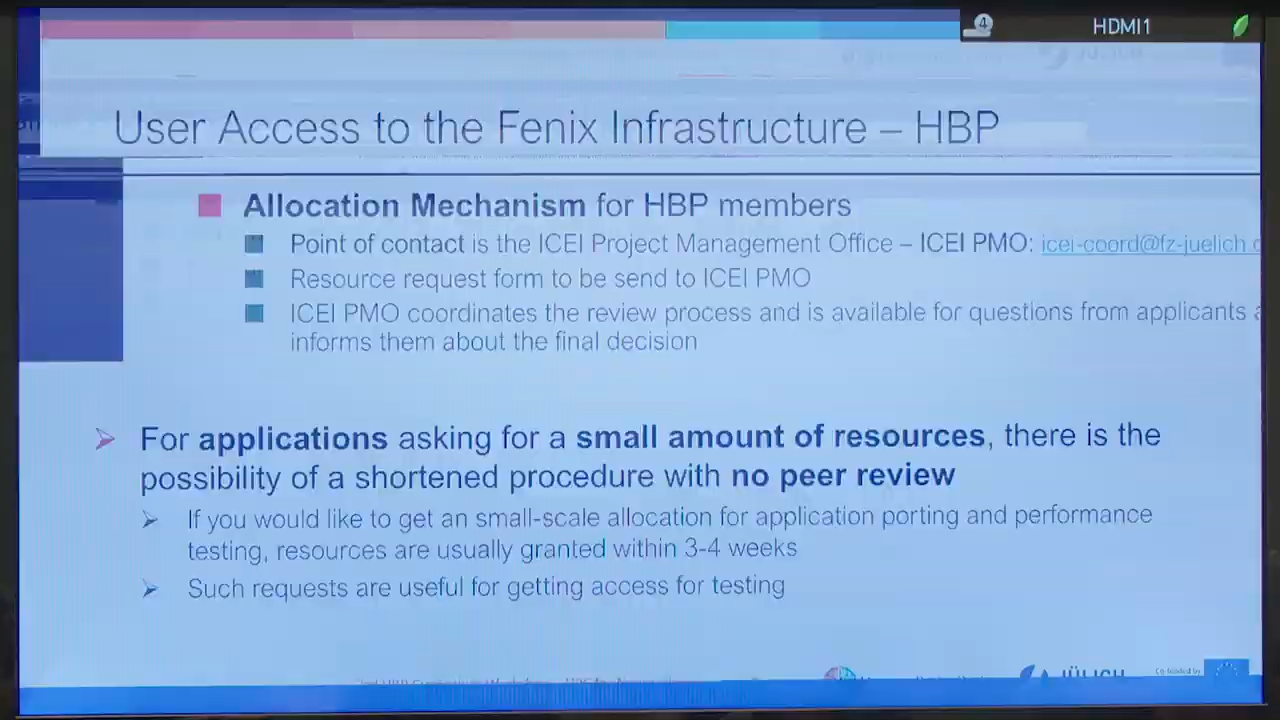 4 HDMI1
User Access to the Fenix Infrastructure – HBP
Allocation Mechanism for HBP members
Point of contact is the ICEI Project Management Office – ICEI PMO: icei-coord@fz-juelich.
Resource request form to be send to ICEI PMO
ICEI PMO coordinates the review process and is available for questions from applicants
informs them about the final decision
For applications asking for a small amount of resources, there is the
possibility of a shortened procedure with no peer review
If you would like to get an small-scale allocation for application porting and performance
testing, resources are usually granted within 3-4 weeks
Such requests are useful for getting access for testing
JÜLICH
Co-funded by